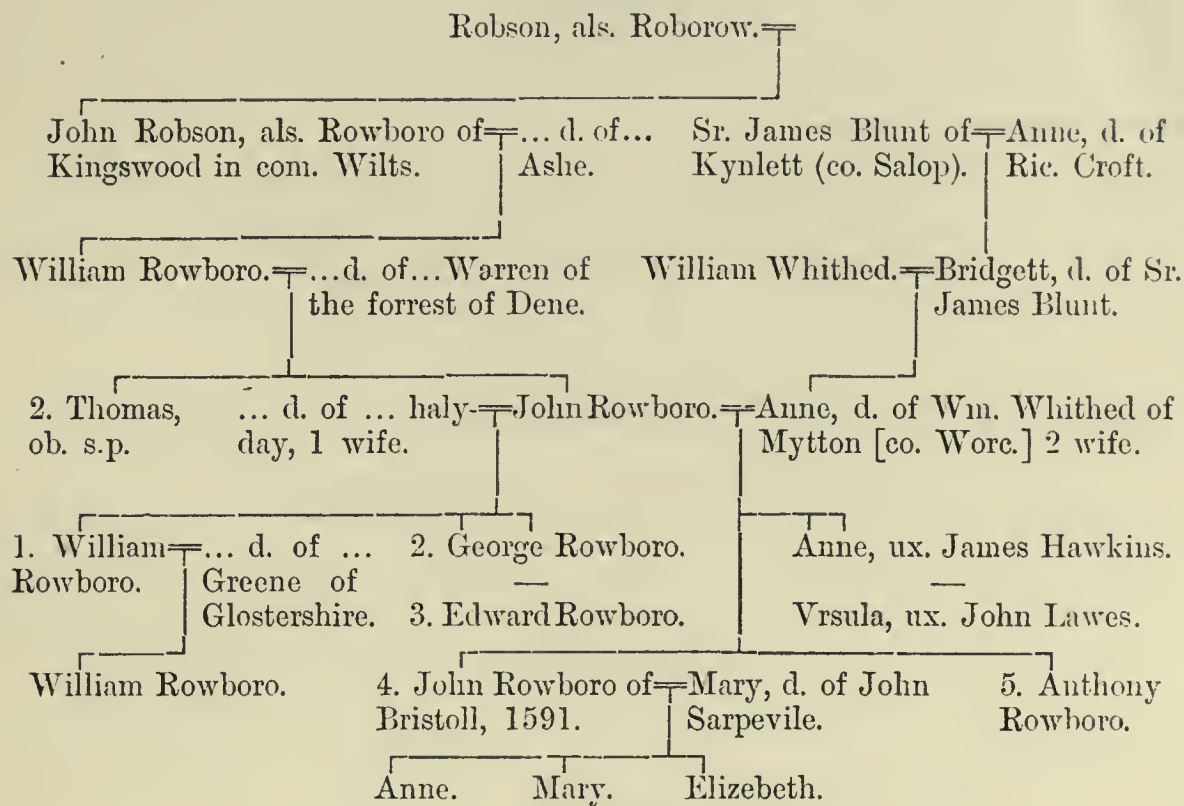 Robson, als. Roborow.
John Robson, als. Rowboro of
Kingswood in com. Wilts.
... d. of...
Ashe.
Sr. James Blunt of
Kynlett (co. Salop).
Anne, d. of
Ric. Croft.
William Rowboro.
...d. of...Warren of
the forrest of Dene.
William Whithed.
Bridgett, d. of Sr.
James Blunt.
2. Thomas,
ob. s.p.
... d. of ... haly-
day, 1 wife.
John Rowboro.
Anne, d. of Wm. Whithed of
Mytton [co. Worc.] 2 wife.
1. William
Rowboro.
... d. of ...
Greene of
Glostershire.
2. George Rowboro.
—
3. Edward Rowboro.
Anne, ux. James Hawkins.
—
Vrsula, ux. John Lawes.
William Rowboro.
4. John Rowboro of
Bristoll, 1591.
Mary, d. of John
Sarpevile.
5. Anthony
Rowboro.
Anne.
Mary.
Elizebeth.